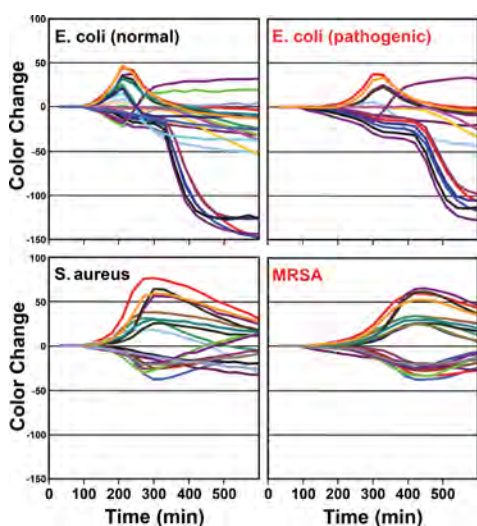 E. coli (normal)
E. coli (pathogenic)
Color Change
100
50
0
-50
-100
-150
S. aureus
MRSA
Color Change
100
50
0
-50
-100
-150
0 100 200 300 400 500
0 100 200 300 400 500
Time (min)
Time (min)